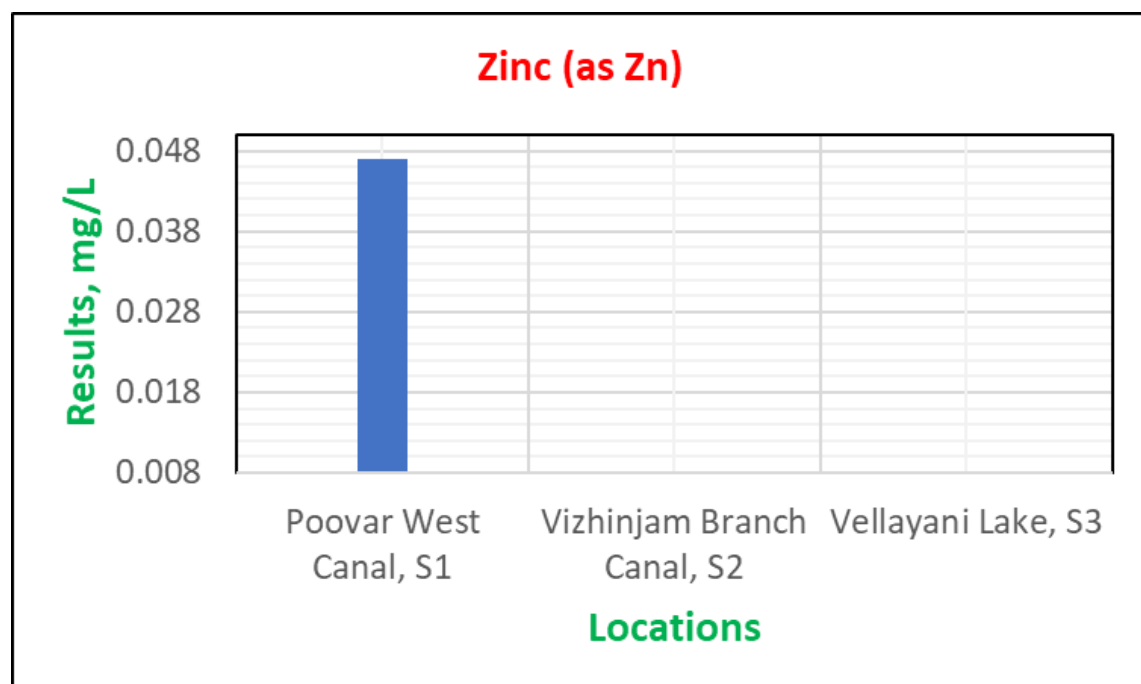 Zinc (as Zn)
Results, mg/L
0.048
0.038
0.028
0.018
0.008
Poovar West
Canal, S1
Vizhinjam Branch
Canal, S2
Vellayani Lake, S3
Locations